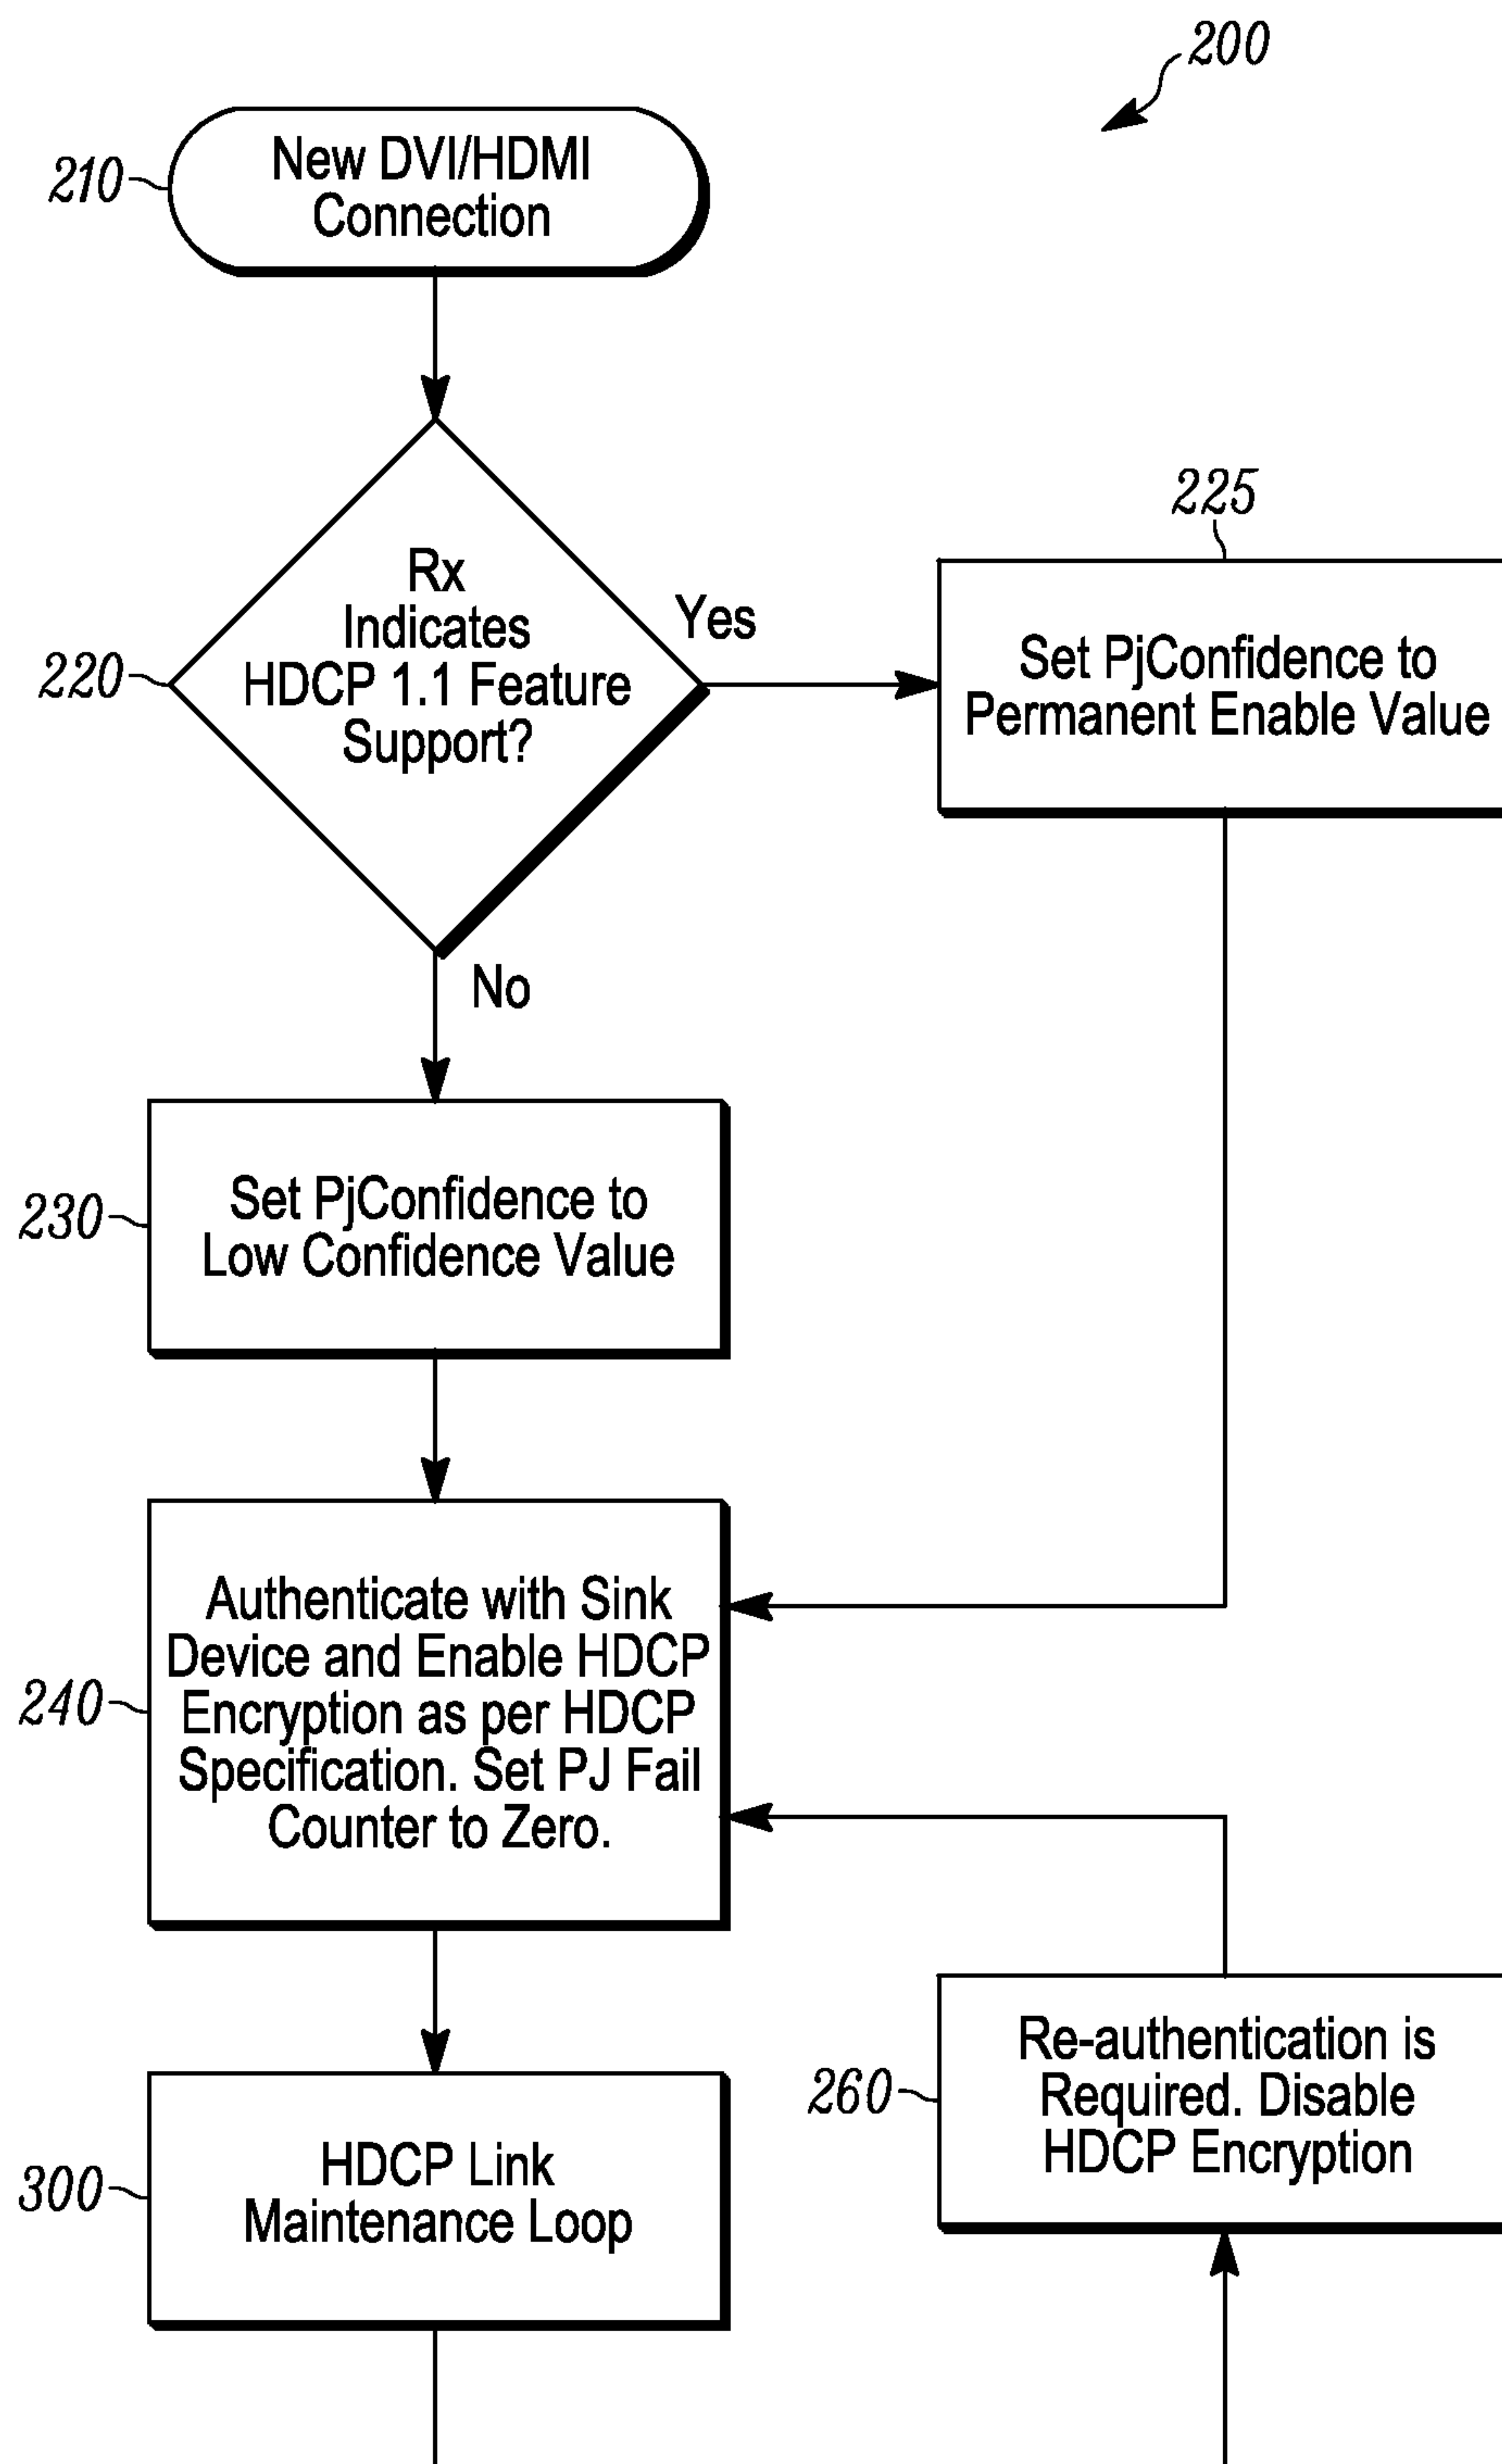 200
210
New DVI/HDMI
Connection
220
Rx
Indicates
HDCP 1.1 Feature
Support?
Yes
225
Set PjConfidence to
Permanent Enable Value
No
230
Set PjConfidence to
Low Confidence Value
240
Authenticate with Sink
Device and Enable HDCP
Encryption as per HDCP
Specification. Set PJ Fail
Counter to Zero.
260
Re-authentication is
Required. Disable
HDCP Encryption
300
HDCP Link
Maintenance Loop